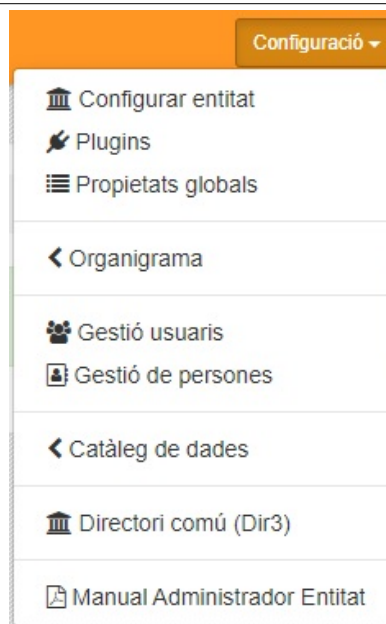 Configuració
Configurar entitat
Plugins
Propietats globals
Organigrama
Gestió usuaris
Gestió de persones
Catàleg de dades
Directori comú (Dir3)
Manual Administrador Entitat